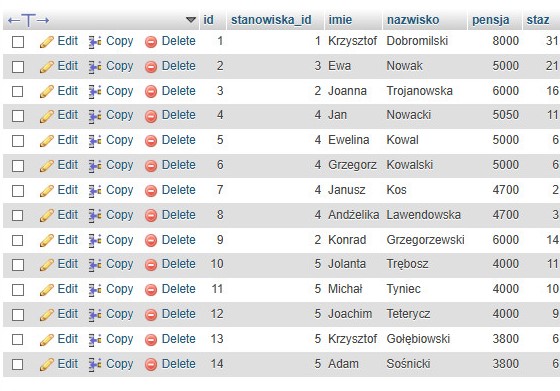 ←T→ id stanowiska_id imie nazwisko pensja staz
Edit Copy Delete 1 1 Krzysztof Dobromilski 8000 31
Edit Copy Delete 2 3 Ewa Nowak 5000 21
Edit Copy Delete 3 2 Joanna Trojanowska 6000 16
Edit Copy Delete 4 4 Jan Nowacki 5050 11
Edit Copy Delete 5 4 Ewelina Kowal 5000 6
Edit Copy Delete 6 4 Grzegorz Kowalski 5000 6
Edit Copy Delete 7 4 Janusz Kos 4700 2
Edit Copy Delete 8 4 Andżelika Lawendowska 4700 3
Edit Copy Delete 9 2 Konrad Grzegorzewski 6000 14
Edit Copy Delete 10 5 Jolanta Trębosz 4000 11
Edit Copy Delete 11 5 Michał Tyniec 4000 10
Edit Copy Delete 12 5 Joachim Teterycz 4000 9
Edit Copy Delete 13 5 Krzysztof Gołębiowski 3800 6
Edit Copy Delete 14 5 Adam Sośnicki 3800 6